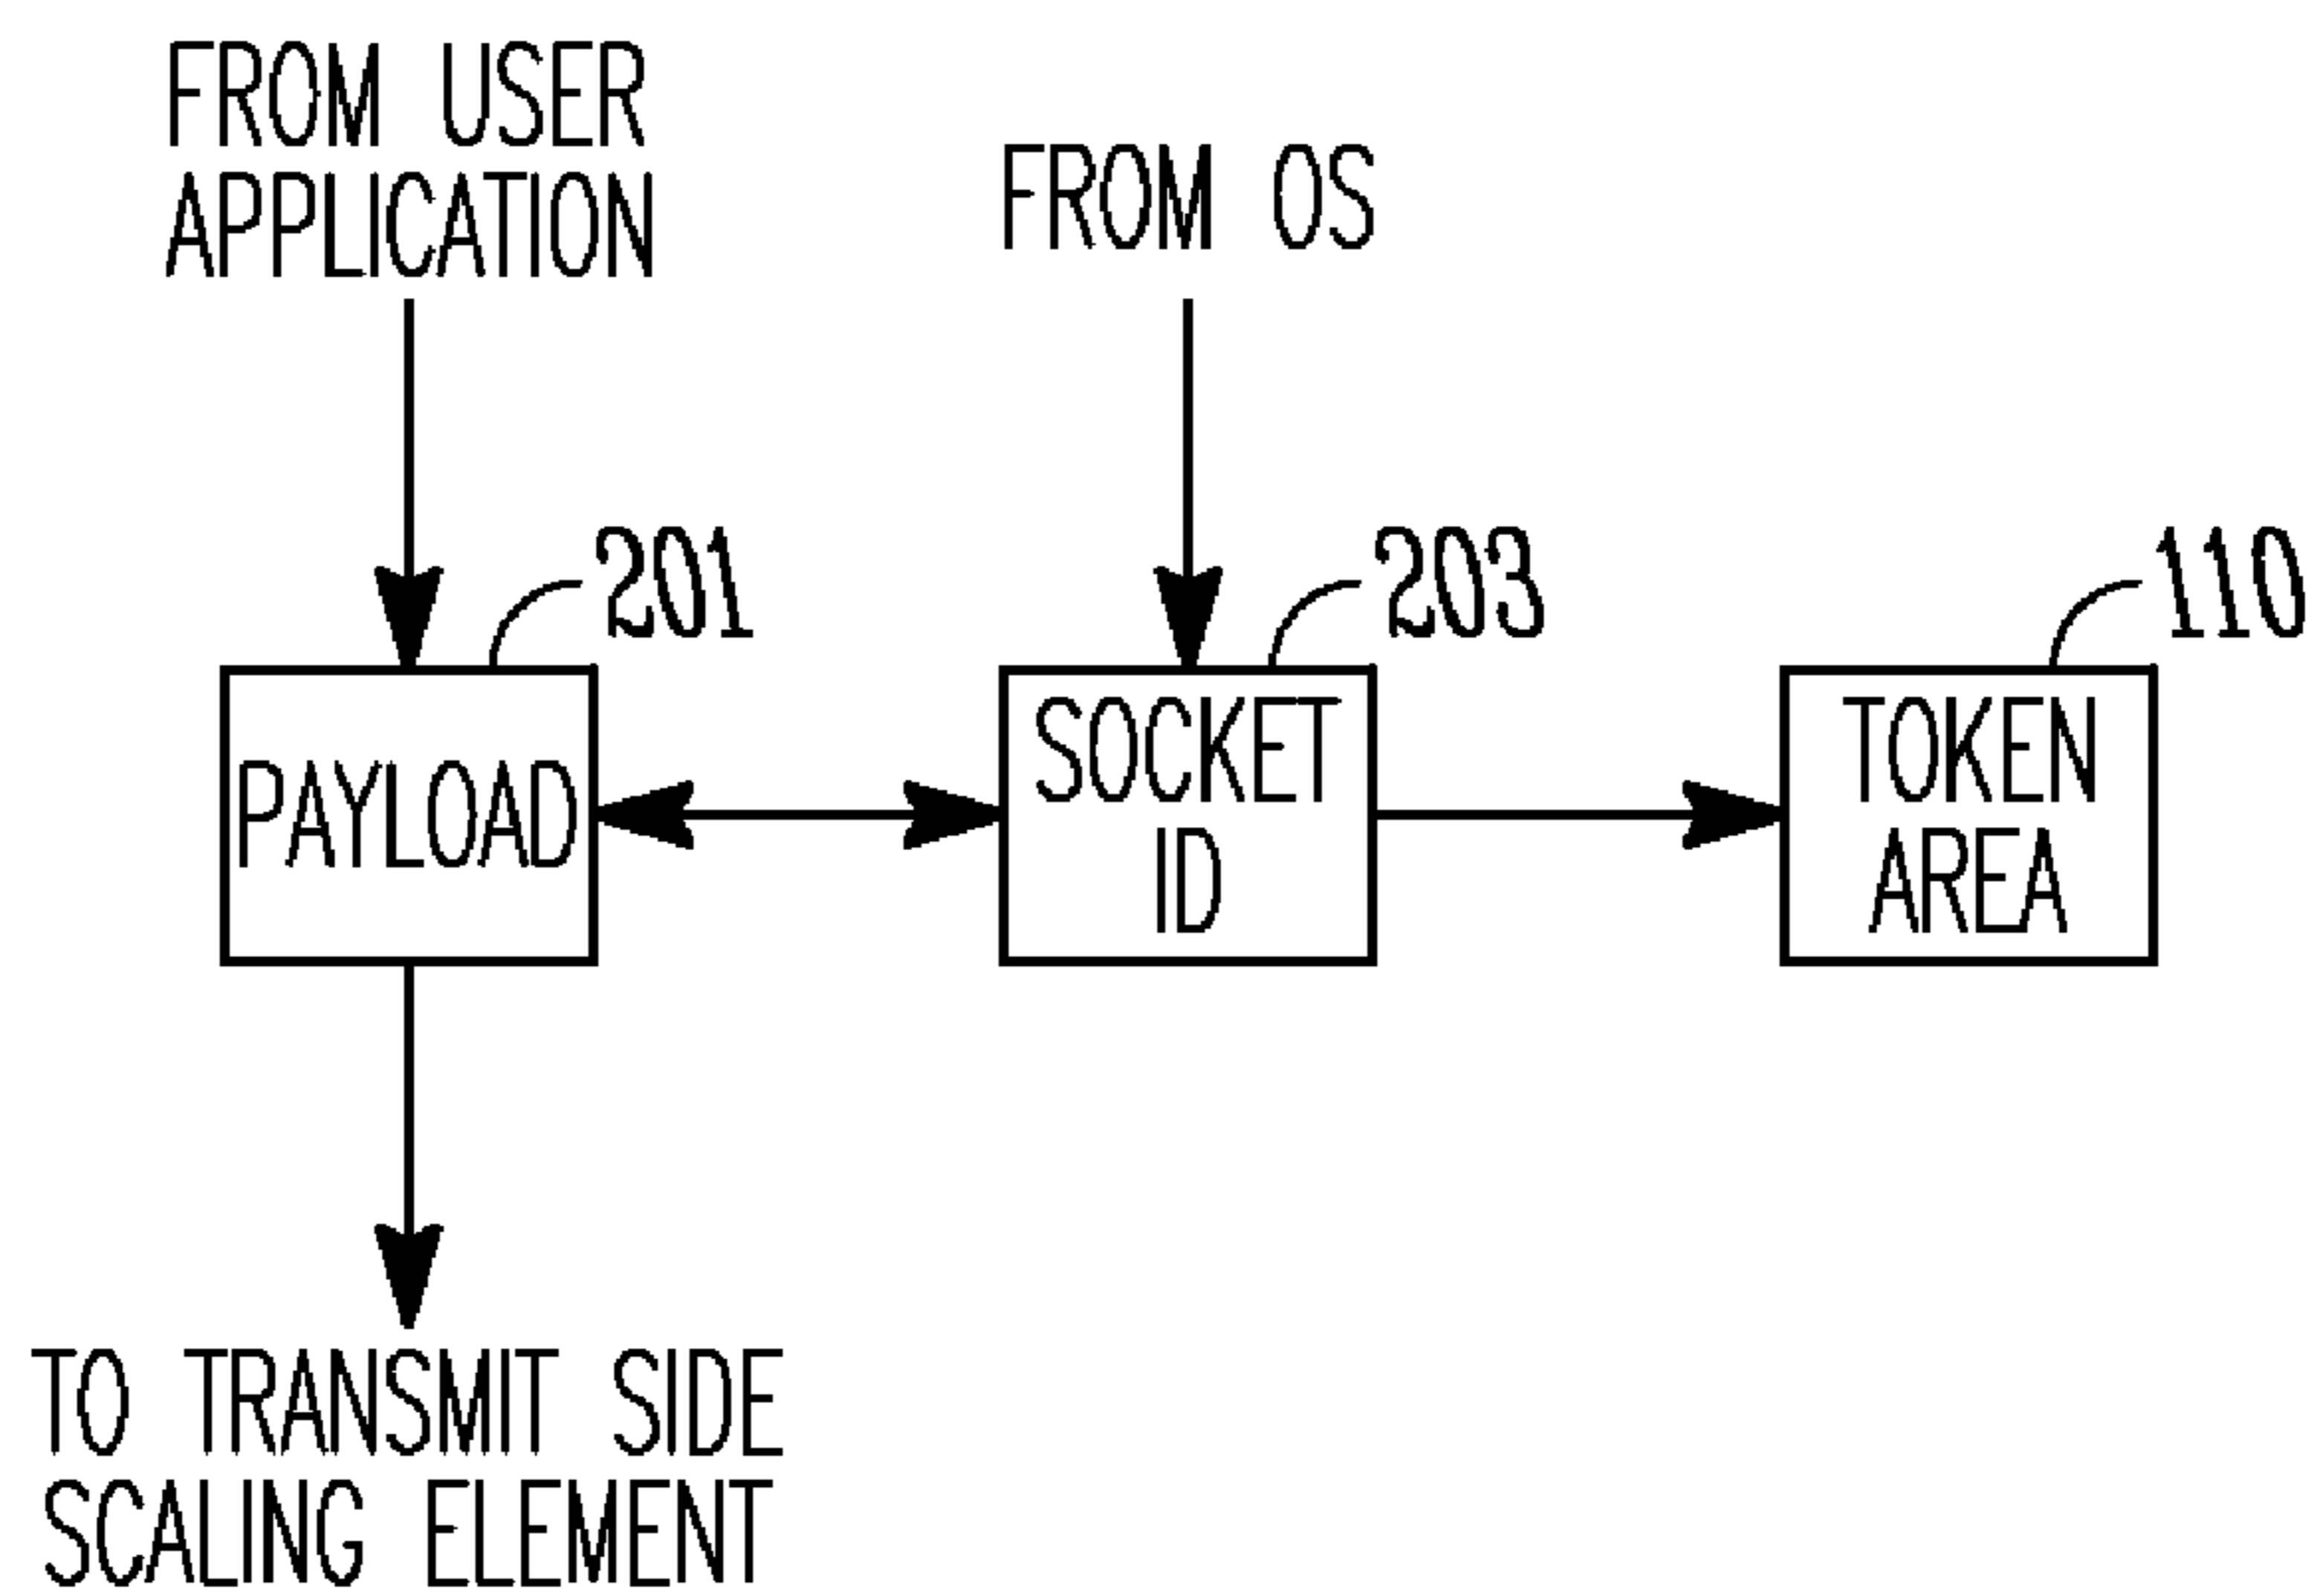 FROM USER
APPLICATION
FROM OS
201
203
110
PAYLOAD
SOCKET
ID
TOKEN
AREA
TO TRANSMIT SIDE
SCALING ELEMENT